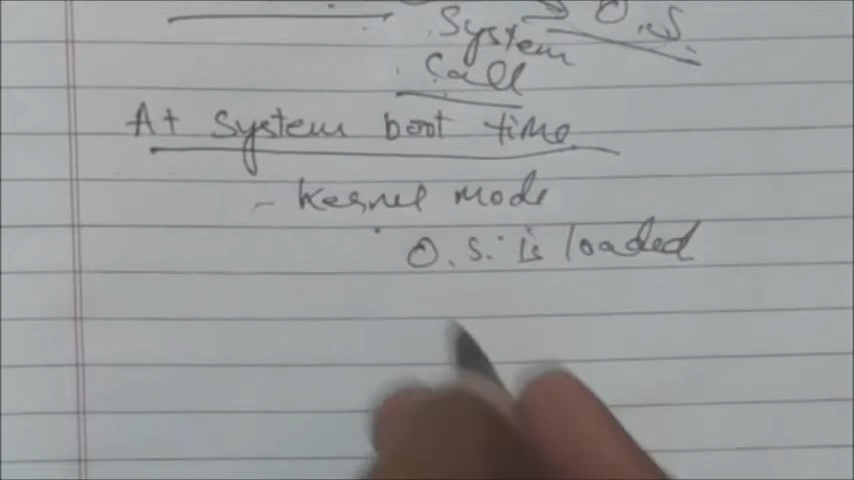 System → O.S.
Call
At system boot time
- Kernel mode
O.S. is loaded